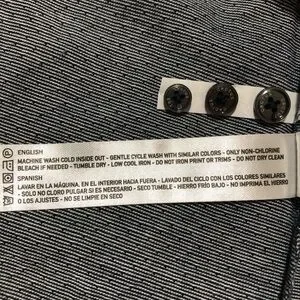 ENGLISH
MACHINE WASH COLD INSIDE OUT - GENTLE CYCLE WASH WITH SIMILAR COLORS - ONLY NON-CHLORINE
BLEACH IF NEEDED - TUMBLE DRY - LOW COOL IRON - DO NOT IRON PRINT OR TRIMS - DO NOT DRY CLEAN
SPANISH
LAVAR EN LA MÁQUINA. EN EL INTERIOR HACIA FUERA - LAVADO DEL CICLO CON COLORES SIMILARES
- SOLO NO CLORO PULGAR SI ES NECESARIO - SECO TUMBLE - HIERRO FRÍO BAJO - NO IMPRIMA EL HIERRO
O LOS AJUSTES - NO SE LIMPIE EN SECO